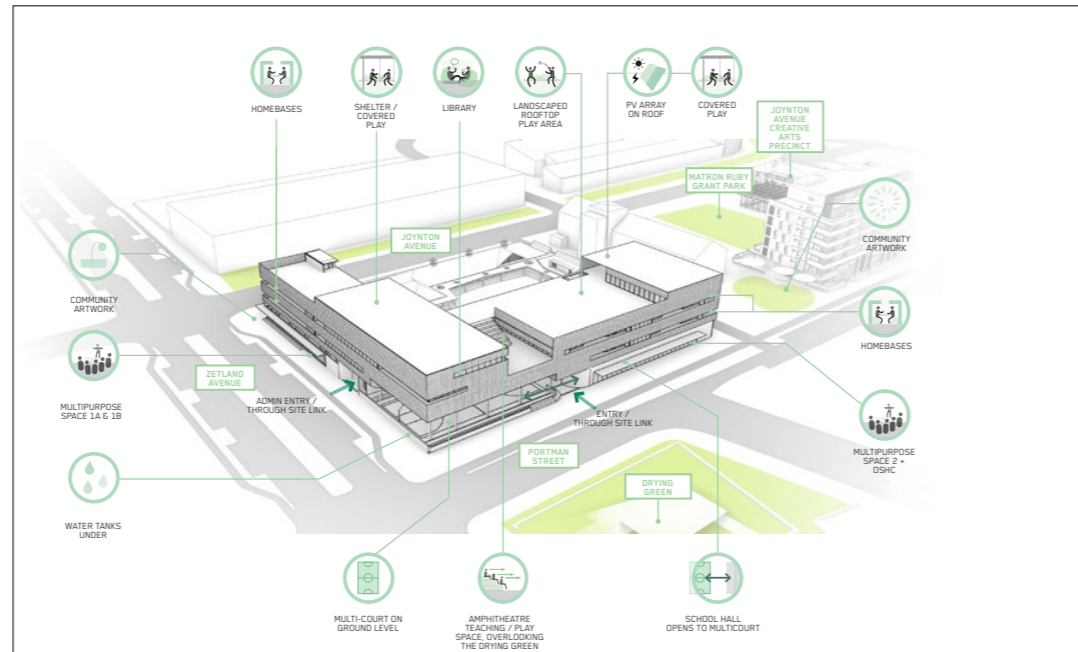 HOMEBASES
SHELTER /
COVERED
PLAY
LIBRARY
LANDSCAPED
ROOFTOP
PLAY AREA
PV ARRAY
ON ROOF
COVERED
PLAY
JOYNTON
AVENUE
CREATIVE
ARTS
PRECINCT
MATRON RUBY
GRANT PARK
COMMUNITY
ARTWORK
JOYNTON
AVENUE
COMMUNITY
ARTWORK
HOMEBASES
ZETLAND
AVENUE
MULTIPURPOSE
SPACE 1A & 1B
ADMIN ENTRY /
THROUGH SITE LINK
ENTRY /
THROUGH SITE LINK
MULTIPURPOSE
SPACE 2 +
OSHC
PORTMAN
STREET
DRYING
GREEN
WATER TANKS
UNDER
MULTI-COURT ON
GROUND LEVEL
AMPHITHEATRE
TEACHING / PLAY
SPACE, OVERLOOKING
THE DRYING GREEN
SCHOOL HALL
OPENS TO MULTICOURT